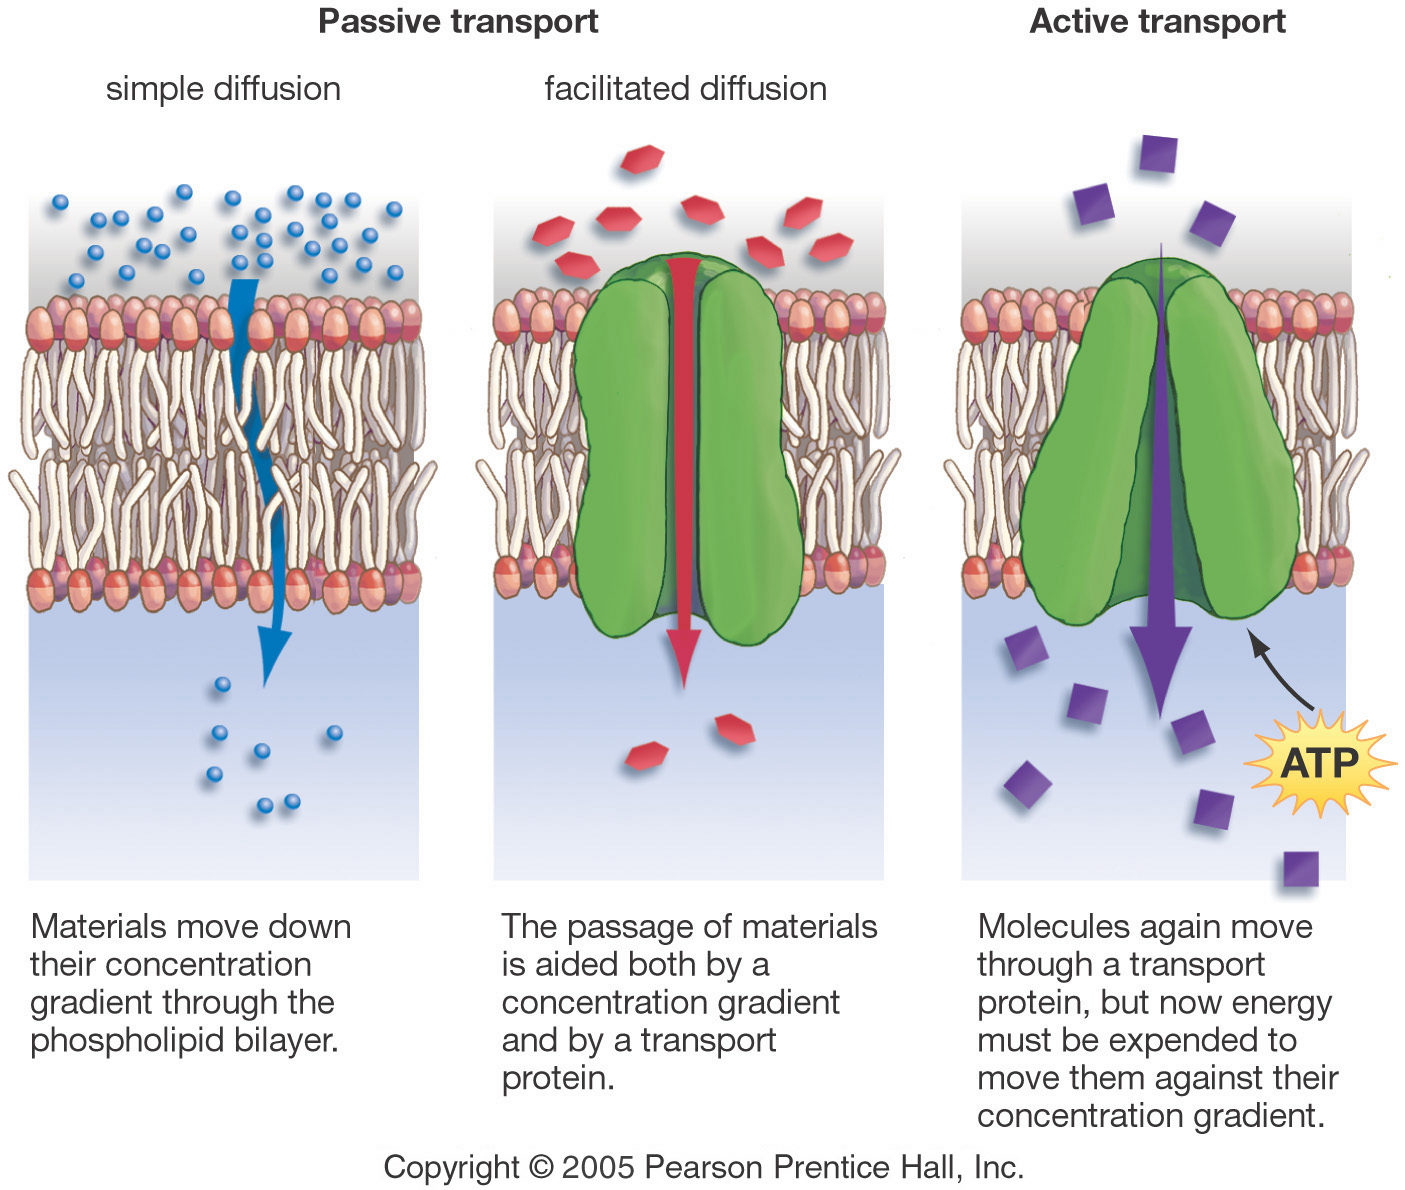 Passive transport
Active transport
simple diffusion
facilitated diffusion
ATP
Materials move down
their concentration
gradient through the
phospholipid bilayer.
The passage of materials
is aided both by a
concentration gradient
and by a transport
protein.
Molecules again move
through a transport
protein, but now energy
must be expended to
move them against their
concentration gradient.
Copyright © 2005 Pearson Prentice Hall, Inc.